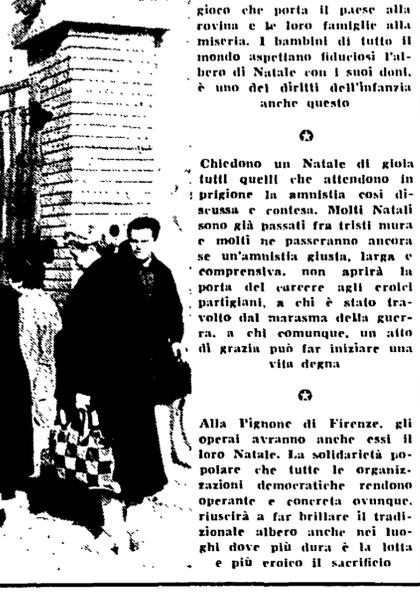 gioco che porta il paese alla
rovina e le loro famiglie alla
miseria. I bambini di tutto il
mondo aspettano fiduciosi l'al-
bero di Natale con i suoi doni,
è uno dei diritti dell'infanzia
anche questo
Chiedono un Natale di gioia
tutti quelli che attendono in
prigione la amnistia così di-
scussa e contesa. Molti Natali
sono già passati fra tristi mura
e molti ne passeranno ancora
se un'amnistia giusta, larga e
comprensiva, non aprirà la
porta del carcere agli eroici
partigiani, a chi è stato tra-
volto dal marasma della guer-
ra, a chi comunque, un atto
di grazia può far iniziare una
vita degna
Alla Pignone di Firenze, gli
operai avranno anche essi il
loro Natale. La solidarietà po-
polare che tutte le organiz-
zazioni democratiche rendono
operante e concreta ovunque,
riuscirà a far brillare il tradi-
zionale albero anche nei luo-
ghi dove più dura è la lotta
e più eroico il sacrificio